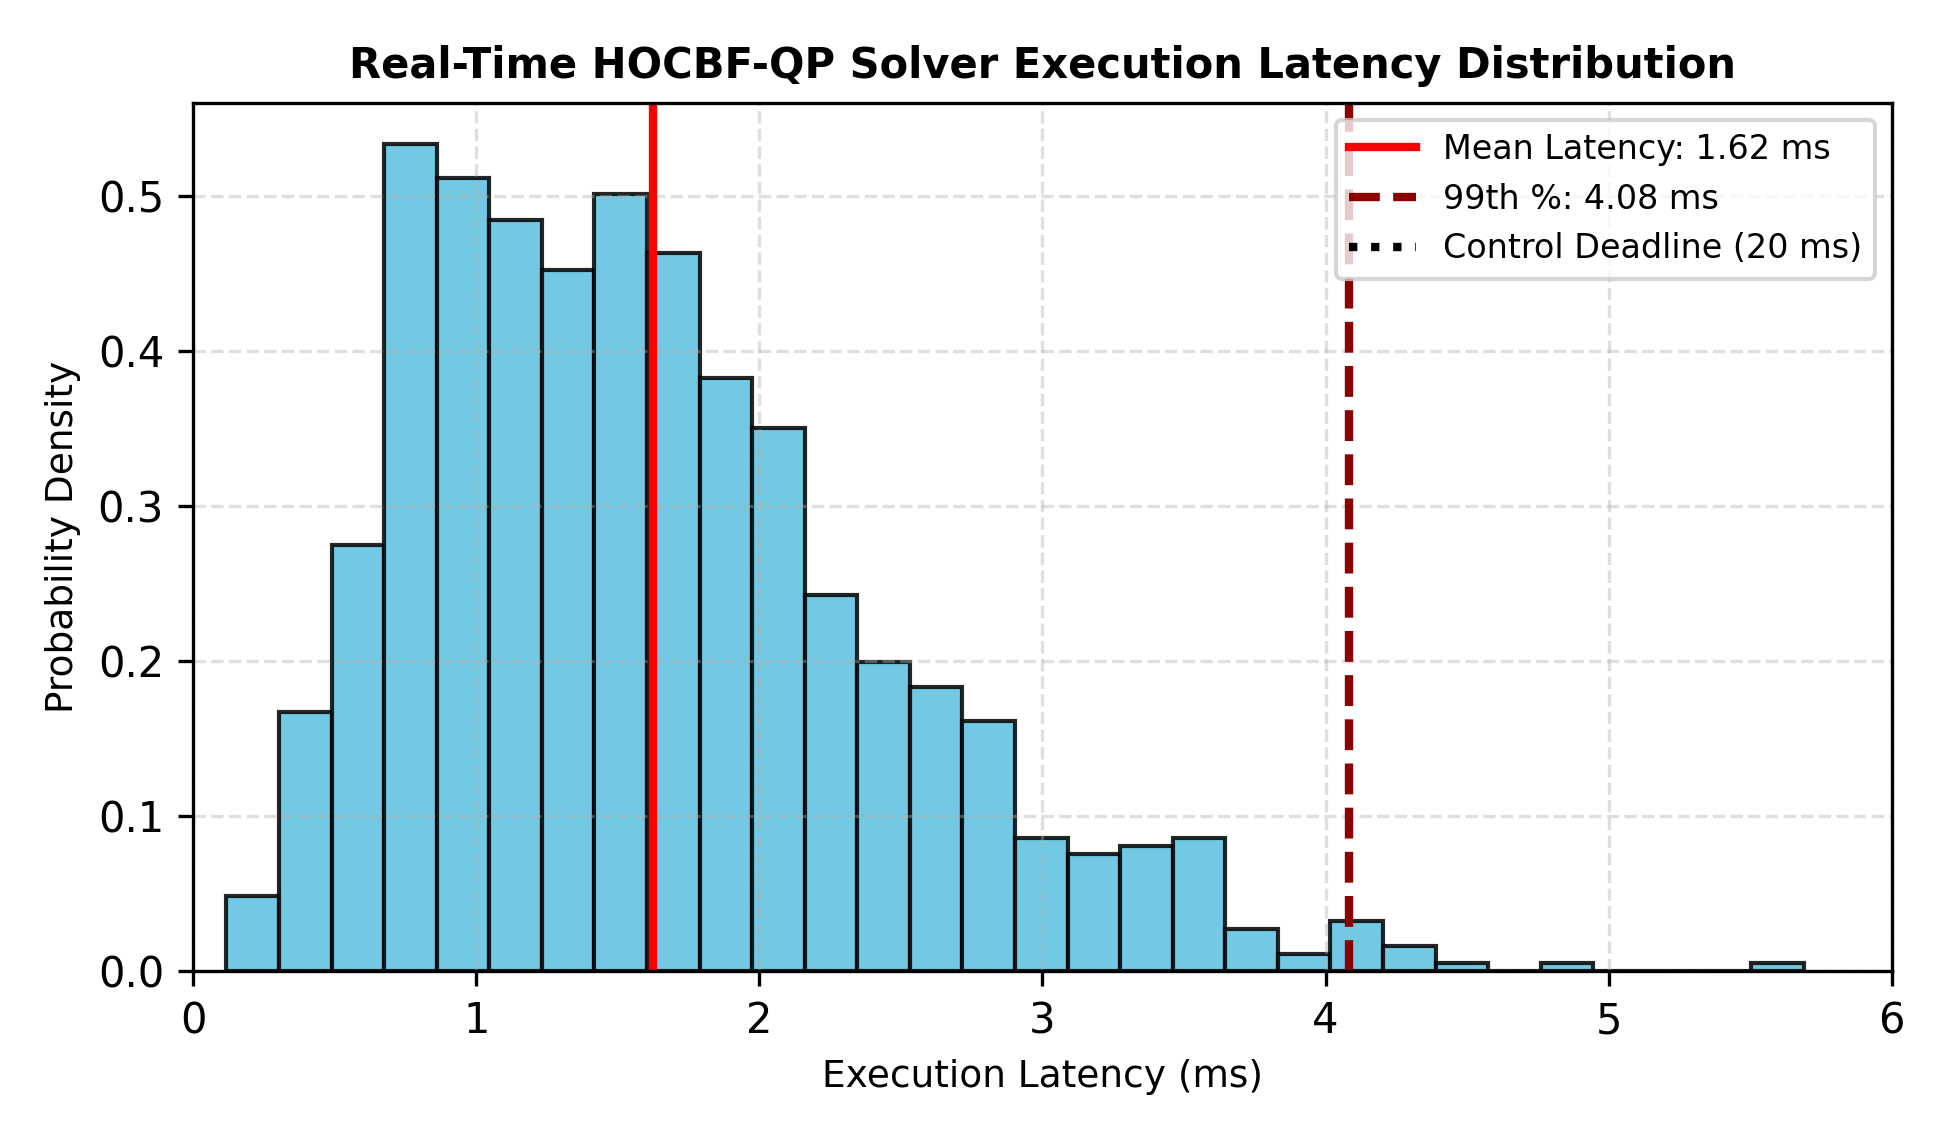 Real-Time HOCBF-QP Solver Execution Latency Distribution
Mean Latency: 1.62 ms
99th %: 4.08 ms
Control Deadline (20 ms)
Probability Density
0.5
0.4
0.3
0.2
0.1
0.0
0 1 2 3 4 5 6
Execution Latency (ms)